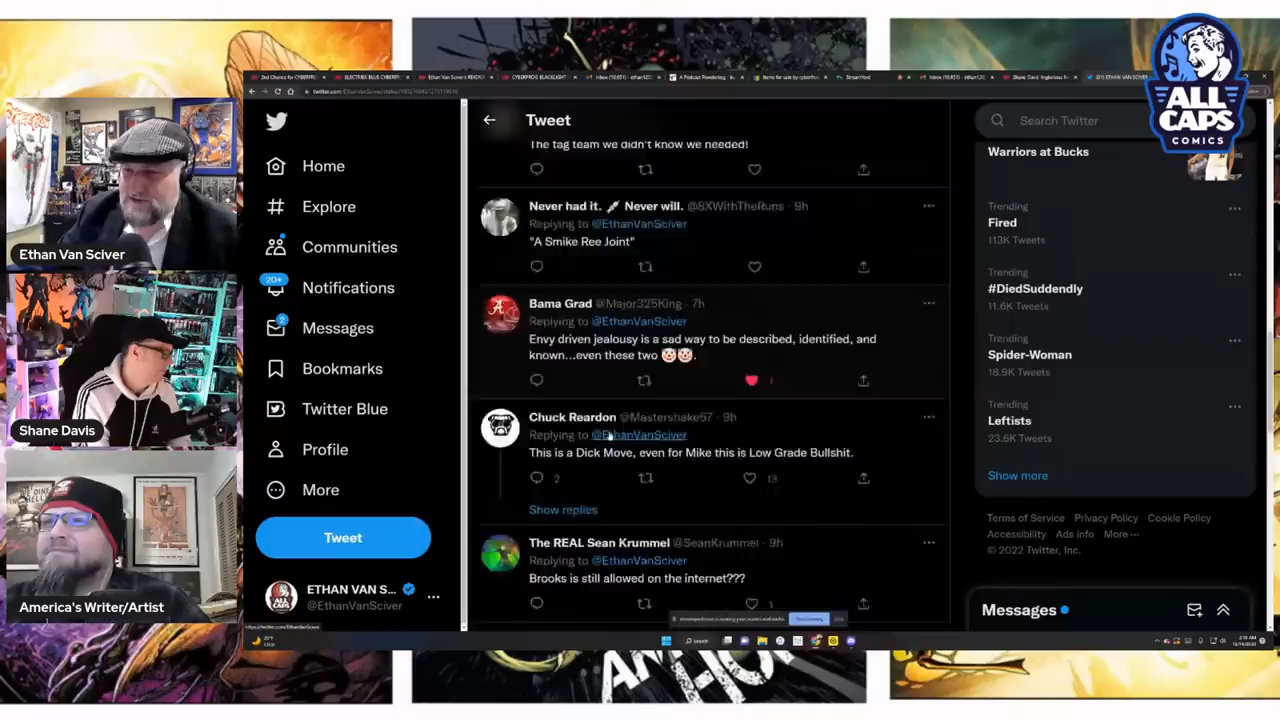 ALL
CAPS
COMICS
Ethan Van Sciver
Shane Davis
America's Writer/Artist
Home
Explore
Communities
20+
Notifications
2
Messages
Bookmarks
Twitter Blue
Profile
More
Tweet
ETHAN VAN S...
@EthanVanSciver
Tweet
The tag team we didn't know we needed!
Never had it. Never will. @8XWithTheRuns · 9h
Replying to @EthanVanSciver
"A Smike Ree Joint"
Bama Grad @Major325King · 7h
Replying to @EthanVanSciver
Envy driven jealousy is a sad way to be described, identified, and
known...even these two 🤡🤡.
1
Chuck Reardon @Mastershake57 · 9h
Replying to @EthanVanSciver
This is a Dick Move, even for Mike this is Low Grade Bullshit.
2 13
Show replies
The REAL Sean Krummel @SeanKrummel · 9h
Replying to @EthanVanSciver
Brooks is still allowed on the internet???
Search Twitter
Warriors at Bucks
Trending
Fired
113K Tweets
Trending
#DiedSuddenly
11.6K Tweets
Trending
Spider-Woman
18.9K Tweets
Trending
Leftists
23.6K Tweets
Show more
Terms of Service Privacy Policy Cookie Policy
Accessibility Ads info More ···
© 2022 Twitter, Inc.
Messages